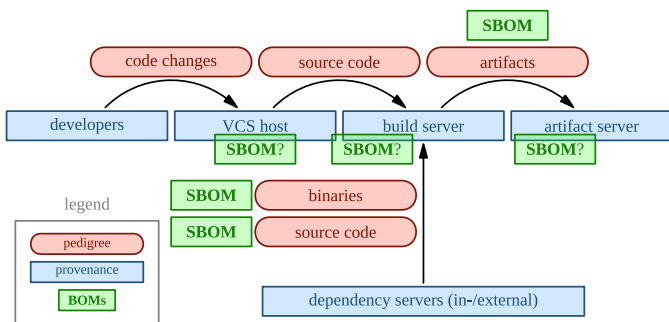 SBOM
code changes
source code
artifacts
developers
VCS host
build server
artifact server
SBOM?
SBOM?
SBOM?
SBOM
binaries
SBOM
source code
legend
pedigree
provenance
BOMs
dependency servers (in-/external)